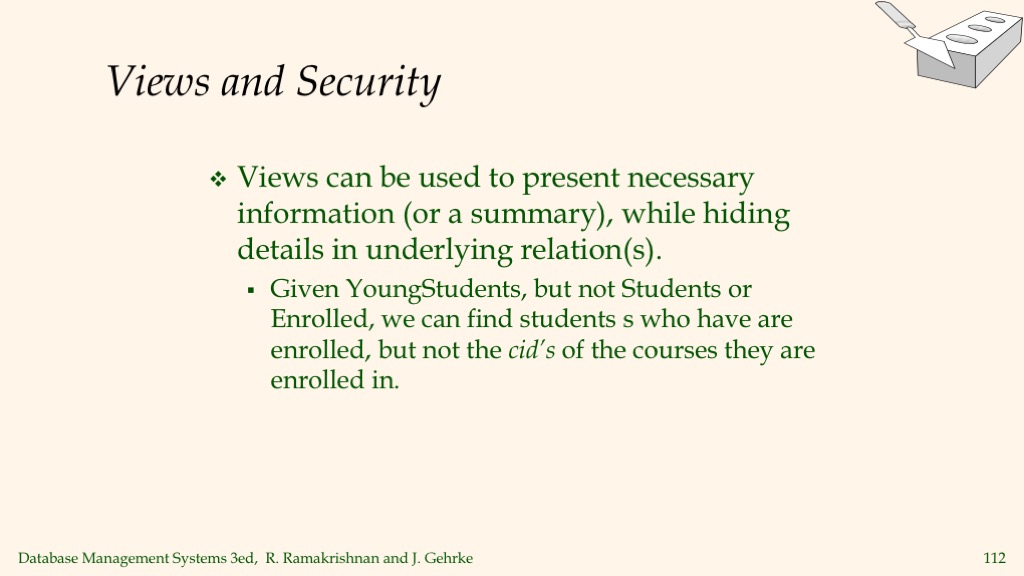 Views and Security
❖ Views can be used to present necessary
information (or a summary), while hiding
details in underlying relation(s).
▪ Given YoungStudents, but not Students or
Enrolled, we can find students s who have are
enrolled, but not the cid's of the courses they are
enrolled in.
Database Management Systems 3ed,  R. Ramakrishnan and J. Gehrke
112